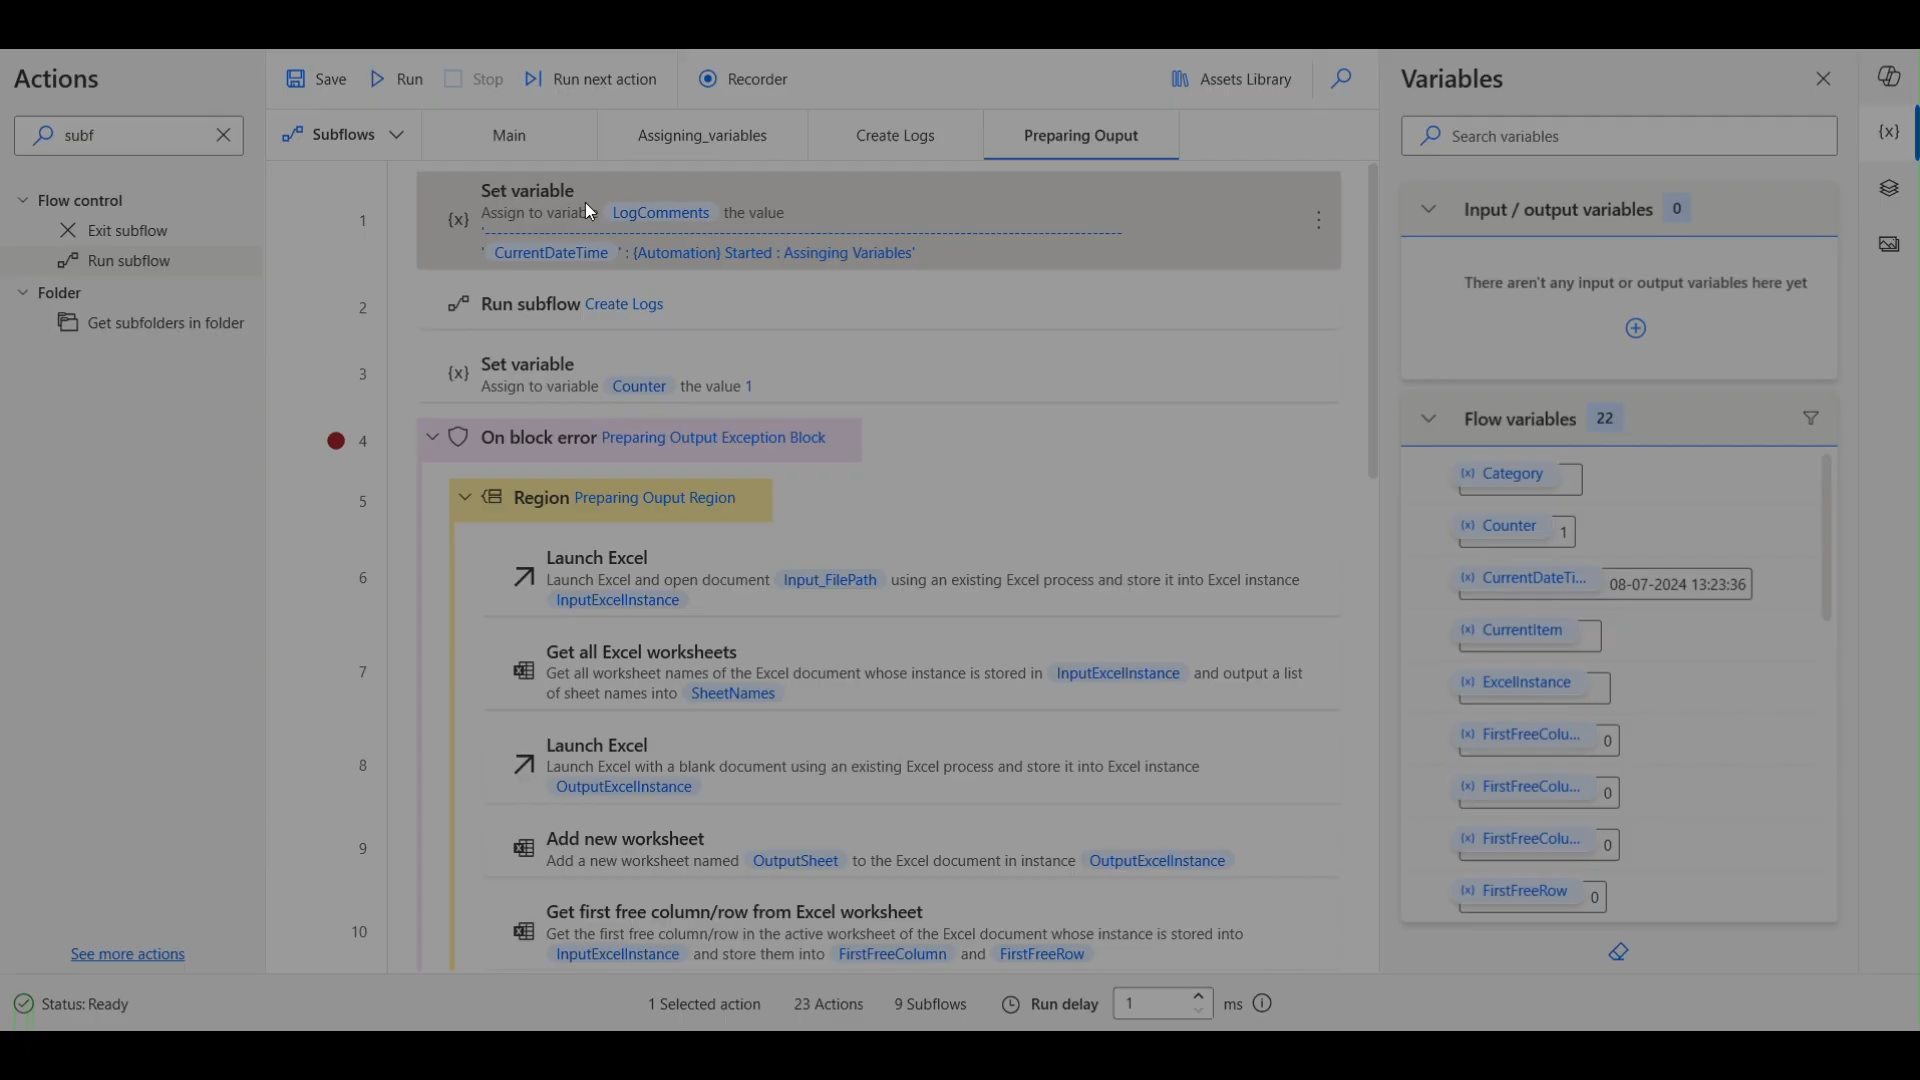 Actions
Save
Run
Stop
Run next action
Recorder
Assets Library
Variables
subf
Subflows
Main
Assigning_variables
Create Logs
Preparing Ouput
Search variables
Flow control
Exit subflow
Run subflow
Folder
Get subfolders in folder
See more actions
1
Set variable
Assign to variable LogComments the value
'----------------------------------------------------------------------------------------------------
' CurrentDateTime ' : {Automation} Started : Assinging Variables'
2
Run subflow Create Logs
3
Set variable
Assign to variable Counter the value 1
4
On block error Preparing Output Exception Block
5
Region Preparing Ouput Region
6
Launch Excel
Launch Excel and open document Input_FilePath using an existing Excel process and store it into Excel instance
InputExcelInstance
7
Get all Excel worksheets
Get all worksheet names of the Excel document whose instance is stored in InputExcelInstance and output a list
of sheet names into SheetNames
8
Launch Excel
Launch Excel with a blank document using an existing Excel process and store it into Excel instance
OutputExcelInstance
9
Add new worksheet
Add a new worksheet named OutputSheet to the Excel document in instance OutputExcelInstance
10
Get first free column/row from Excel worksheet
Get the first free column/row in the active worksheet of the Excel document whose instance is stored into
InputExcelInstance and store them into FirstFreeColumn and FirstFreeRow
Input / output variables 0
There aren't any input or output variables here yet
Flow variables 22
{x} Category
{x} Counter 1
{x} CurrentDateTi... 08-07-2024 13:23:36
{x} CurrentItem
{x} ExcelInstance
{x} FirstFreeColu... 0
{x} FirstFreeColu... 0
{x} FirstFreeColu... 0
{x} FirstFreeRow 0
Status: Ready
1 Selected action
23 Actions
9 Subflows
Run delay
1
ms